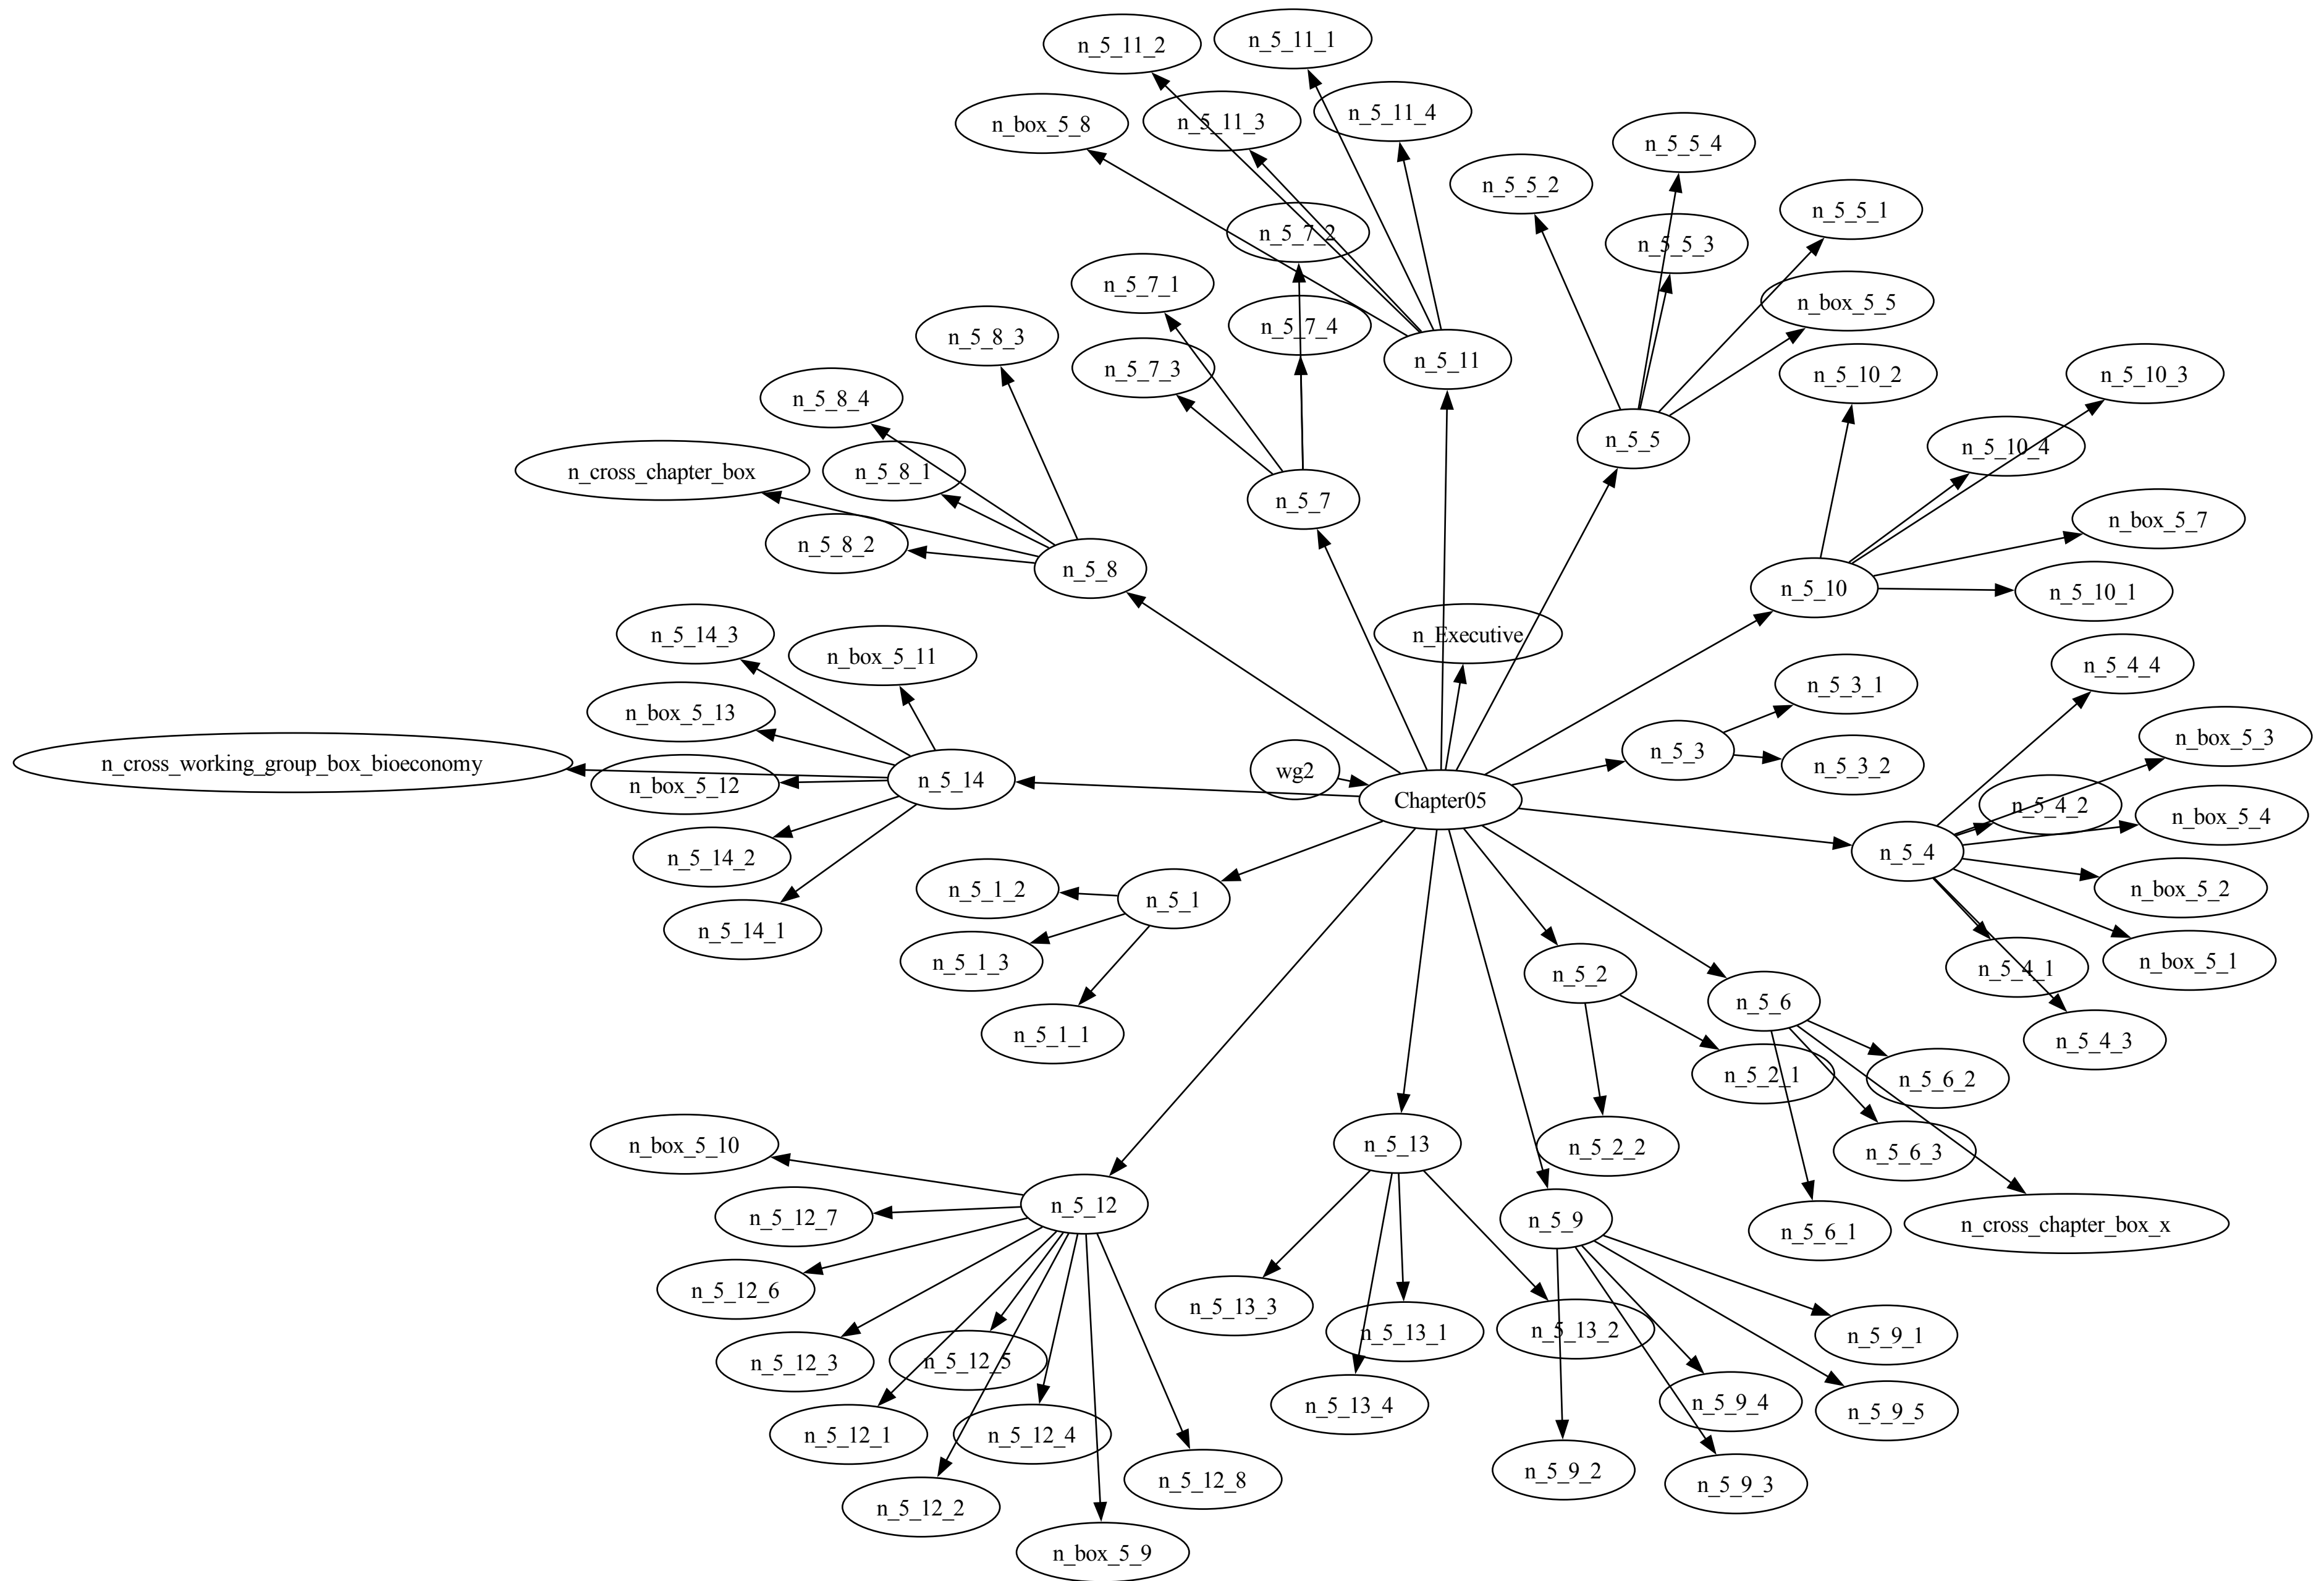 n_5_11_2
n_5_11_1
n_box_5_8
n_5_11_3
n_5_11_4
n_5_5_4
n_5_5_2
n_5_5_1
n_5_7_2
n_5_5_3
n_5_7_1
n_box_5_5
n_5_8_3
n_5_7_4
n_5_7_3
n_5_11
n_5_10_2
n_5_10_3
n_5_8_4
n_5_5
n_5_10_4
n_cross_chapter_box
n_5_8_1
n_5_7
n_box_5_7
n_5_8_2
n_5_8
n_5_10
n_5_10_1
n_5_14_3
n_box_5_11
n_Executive
n_5_4_4
n_5_3_1
n_box_5_13
n_5_3
n_box_5_3
n_cross_working_group_box_bioeconomy
n_box_5_12
n_5_14
wg2
n_5_3_2
Chapter05
n_5_4_2
n_box_5_4
n_5_14_2
n_5_4
n_5_1_2
n_5_1
n_box_5_2
n_5_14_1
n_5_1_3
n_5_2
n_5_4_1
n_box_5_1
n_5_6
n_5_1_1
n_5_4_3
n_5_2_1
n_5_6_2
n_box_5_10
n_5_13
n_5_2_2
n_5_6_3
n_5_12_7
n_5_12
n_5_9
n_5_6_1
n_cross_chapter_box_x
n_5_12_6
n_5_13_3
n_5_13_1
n_5_13_2
n_5_9_1
n_5_12_3
n_5_12_5
n_5_13_4
n_5_9_4
n_5_9_5
n_5_12_1
n_5_12_4
n_5_12_8
n_5_9_2
n_5_9_3
n_5_12_2
n_box_5_9